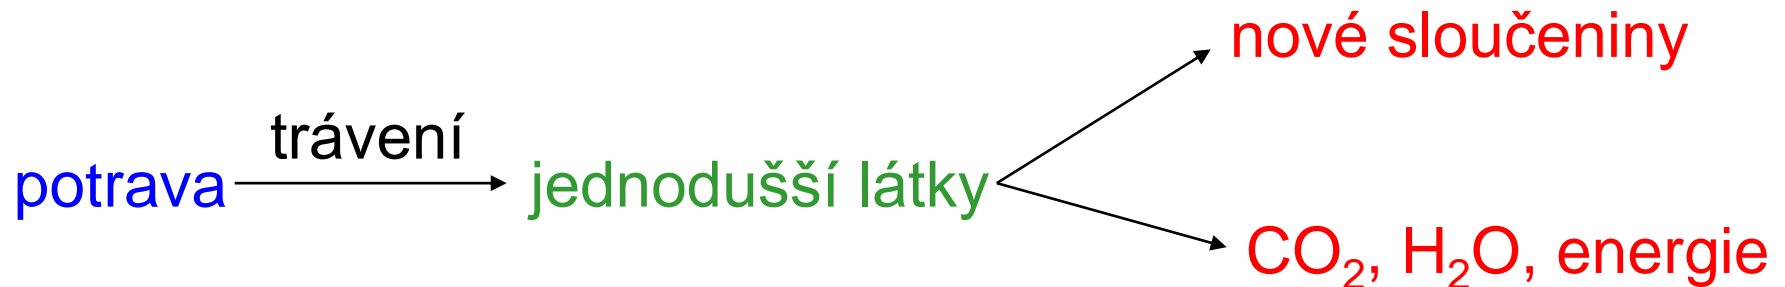 nové sloučeniny
trávení
potrava
jednodušší látky
CO₂, H₂O, energie